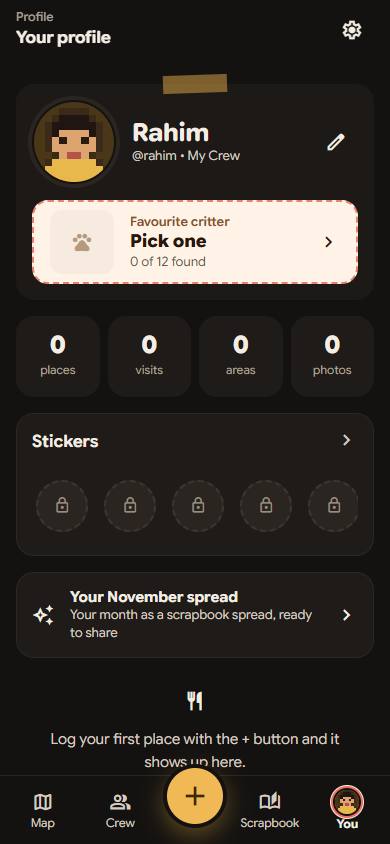 Profile
Your profile
Rahim
@rahim • My Crew
Favourite critter
Pick one
0 of 12 found
0
places
0
visits
0
areas
0
photos
Stickers
Your November spread
Your month as a scrapbook spread, ready
to share
Log your first place with the + button and it
shows up here.
Map
Crew
Scrapbook
You